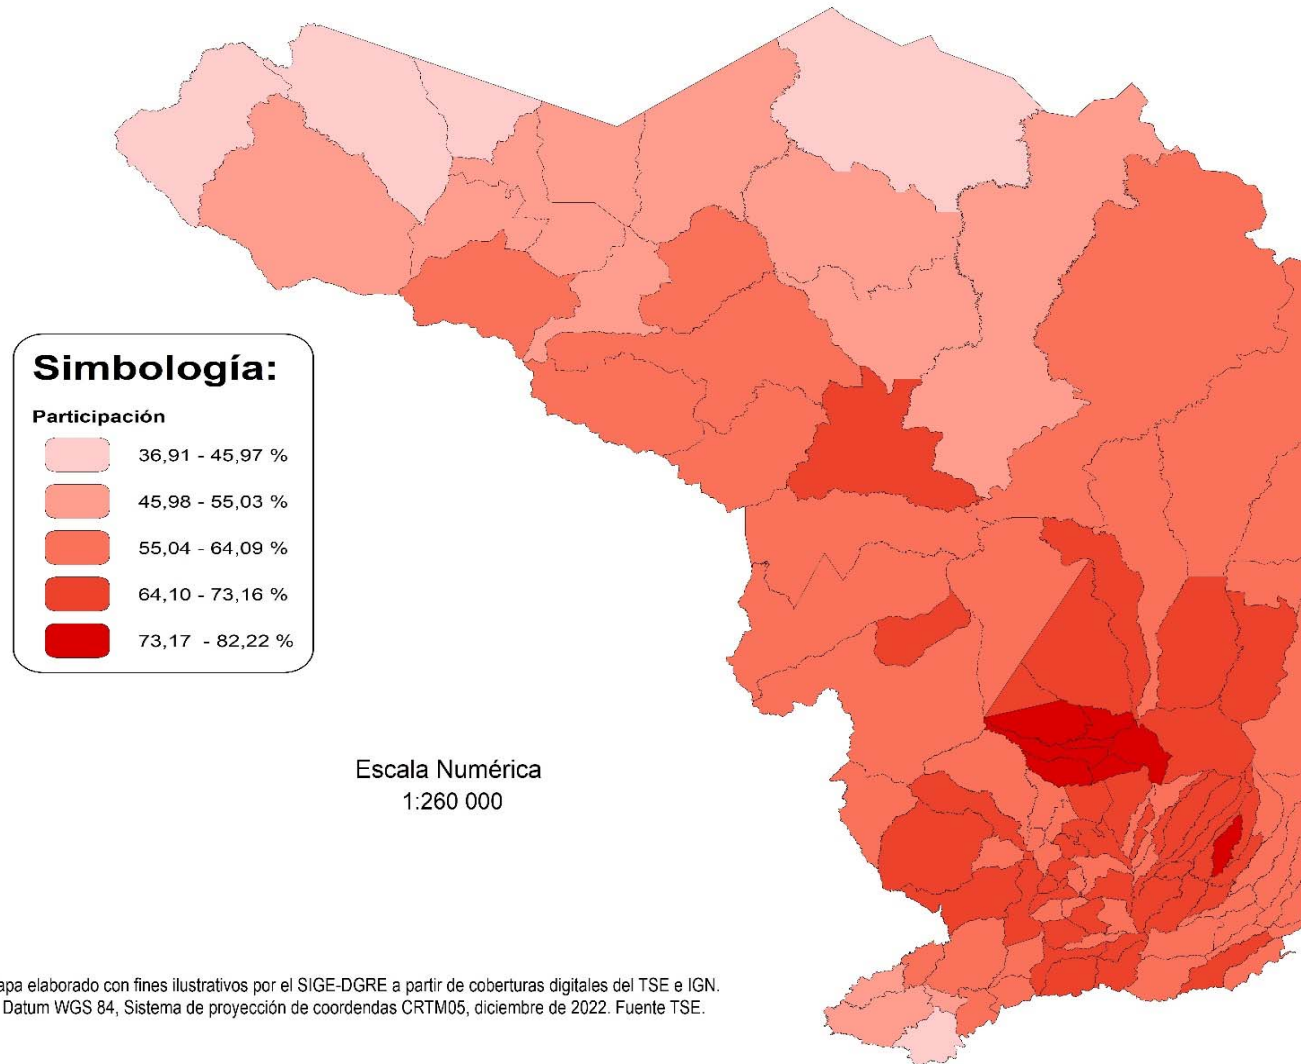 Simbología:
Participación
36,91 - 45,97 %
45,98 - 55,03 %
55,04 - 64,09 %
64,10 - 73,16 %
73,17 - 82,22 %
Escala Numérica
1:260 000
apa elaborado con fines ilustrativos por el SIGE-DGRE a partir de coberturas digitales del TSE e IGN.
Datum WGS 84, Sistema de proyección de coordendas CRTM05, diciembre de 2022. Fuente TSE.